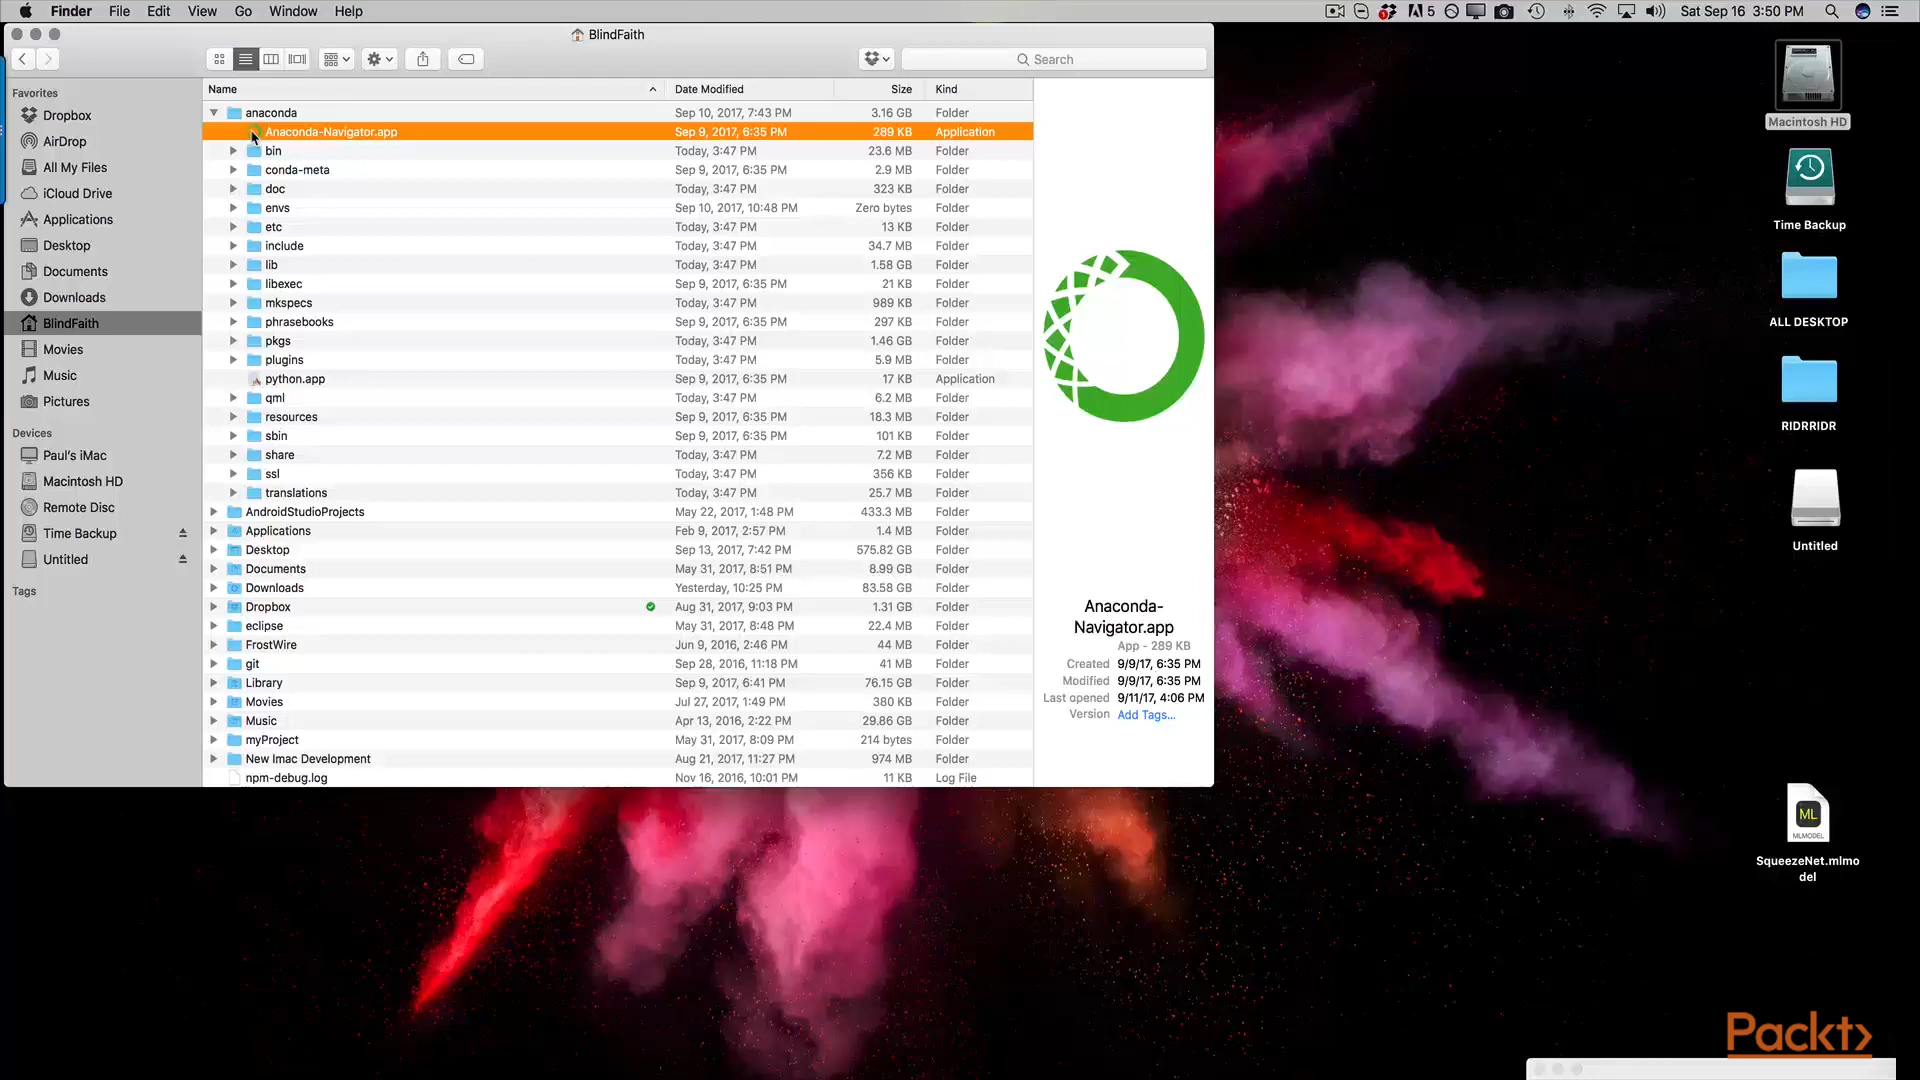 Finder File Edit View Go Window Help 5 Sat Sep 16 3:50 PM
BlindFaith
Search
Favorites
Dropbox
AirDrop
All My Files
iCloud Drive
Applications
Desktop
Documents
Downloads
BlindFaith
Movies
Music
Pictures
Devices
Paul's iMac
Macintosh HD
Remote Disc
Time Backup
Untitled
Tags
Name Date Modified Size Kind
anaconda Sep 10, 2017, 7:43 PM 3.16 GB Folder
Anaconda-Navigator.app Sep 9, 2017, 6:35 PM 289 KB Application
bin Today, 3:47 PM 23.6 MB Folder
conda-meta Sep 9, 2017, 6:35 PM 2.9 MB Folder
doc Today, 3:47 PM 323 KB Folder
envs Sep 10, 2017, 10:48 PM Zero bytes Folder
etc Today, 3:47 PM 13 KB Folder
include Today, 3:47 PM 34.7 MB Folder
lib Today, 3:47 PM 1.58 GB Folder
libexec Sep 9, 2017, 6:35 PM 21 KB Folder
mkspecs Today, 3:47 PM 989 KB Folder
phrasebooks Sep 9, 2017, 6:35 PM 297 KB Folder
pkgs Today, 3:47 PM 1.46 GB Folder
plugins Today, 3:47 PM 5.9 MB Folder
python.app Sep 9, 2017, 6:35 PM 17 KB Application
qml Today, 3:47 PM 6.2 MB Folder
resources Sep 9, 2017, 6:35 PM 18.3 MB Folder
sbin Sep 9, 2017, 6:35 PM 101 KB Folder
share Today, 3:47 PM 7.2 MB Folder
ssl Today, 3:47 PM 356 KB Folder
translations Today, 3:47 PM 25.7 MB Folder
AndroidStudioProjects May 22, 2017, 1:48 PM 433.3 MB Folder
Applications Feb 9, 2017, 2:57 PM 1.4 MB Folder
Desktop Sep 13, 2017, 7:42 PM 575.82 GB Folder
Documents May 31, 2017, 8:51 PM 8.99 GB Folder
Downloads Yesterday, 10:25 PM 83.58 GB Folder
Dropbox Aug 31, 2017, 9:03 PM 1.31 GB Folder
eclipse May 31, 2017, 8:48 PM 22.4 MB Folder
FrostWire Jun 9, 2016, 2:46 PM 44 MB Folder
git Sep 28, 2016, 11:18 PM 41 MB Folder
Library Sep 9, 2017, 6:41 PM 76.15 GB Folder
Movies Jul 27, 2017, 1:49 PM 380 KB Folder
Music Apr 13, 2016, 2:22 PM 29.86 GB Folder
myProject May 31, 2017, 8:09 PM 214 bytes Folder
New Imac Development Aug 21, 2017, 11:27 PM 974 MB Folder
npm-debug.log Nov 16, 2016, 10:01 PM 11 KB Log File
Anaconda-
Navigator.app
App - 289 KB
Created 9/9/17, 6:35 PM
Modified 9/9/17, 6:35 PM
Last opened 9/11/17, 4:06 PM
Version Add Tags...
Macintosh HD
Time Backup
ALL DESKTOP
RIDRRIDR
Untitled
ML
MLMODEL
SqueezeNet.mlmo
del
Packt>